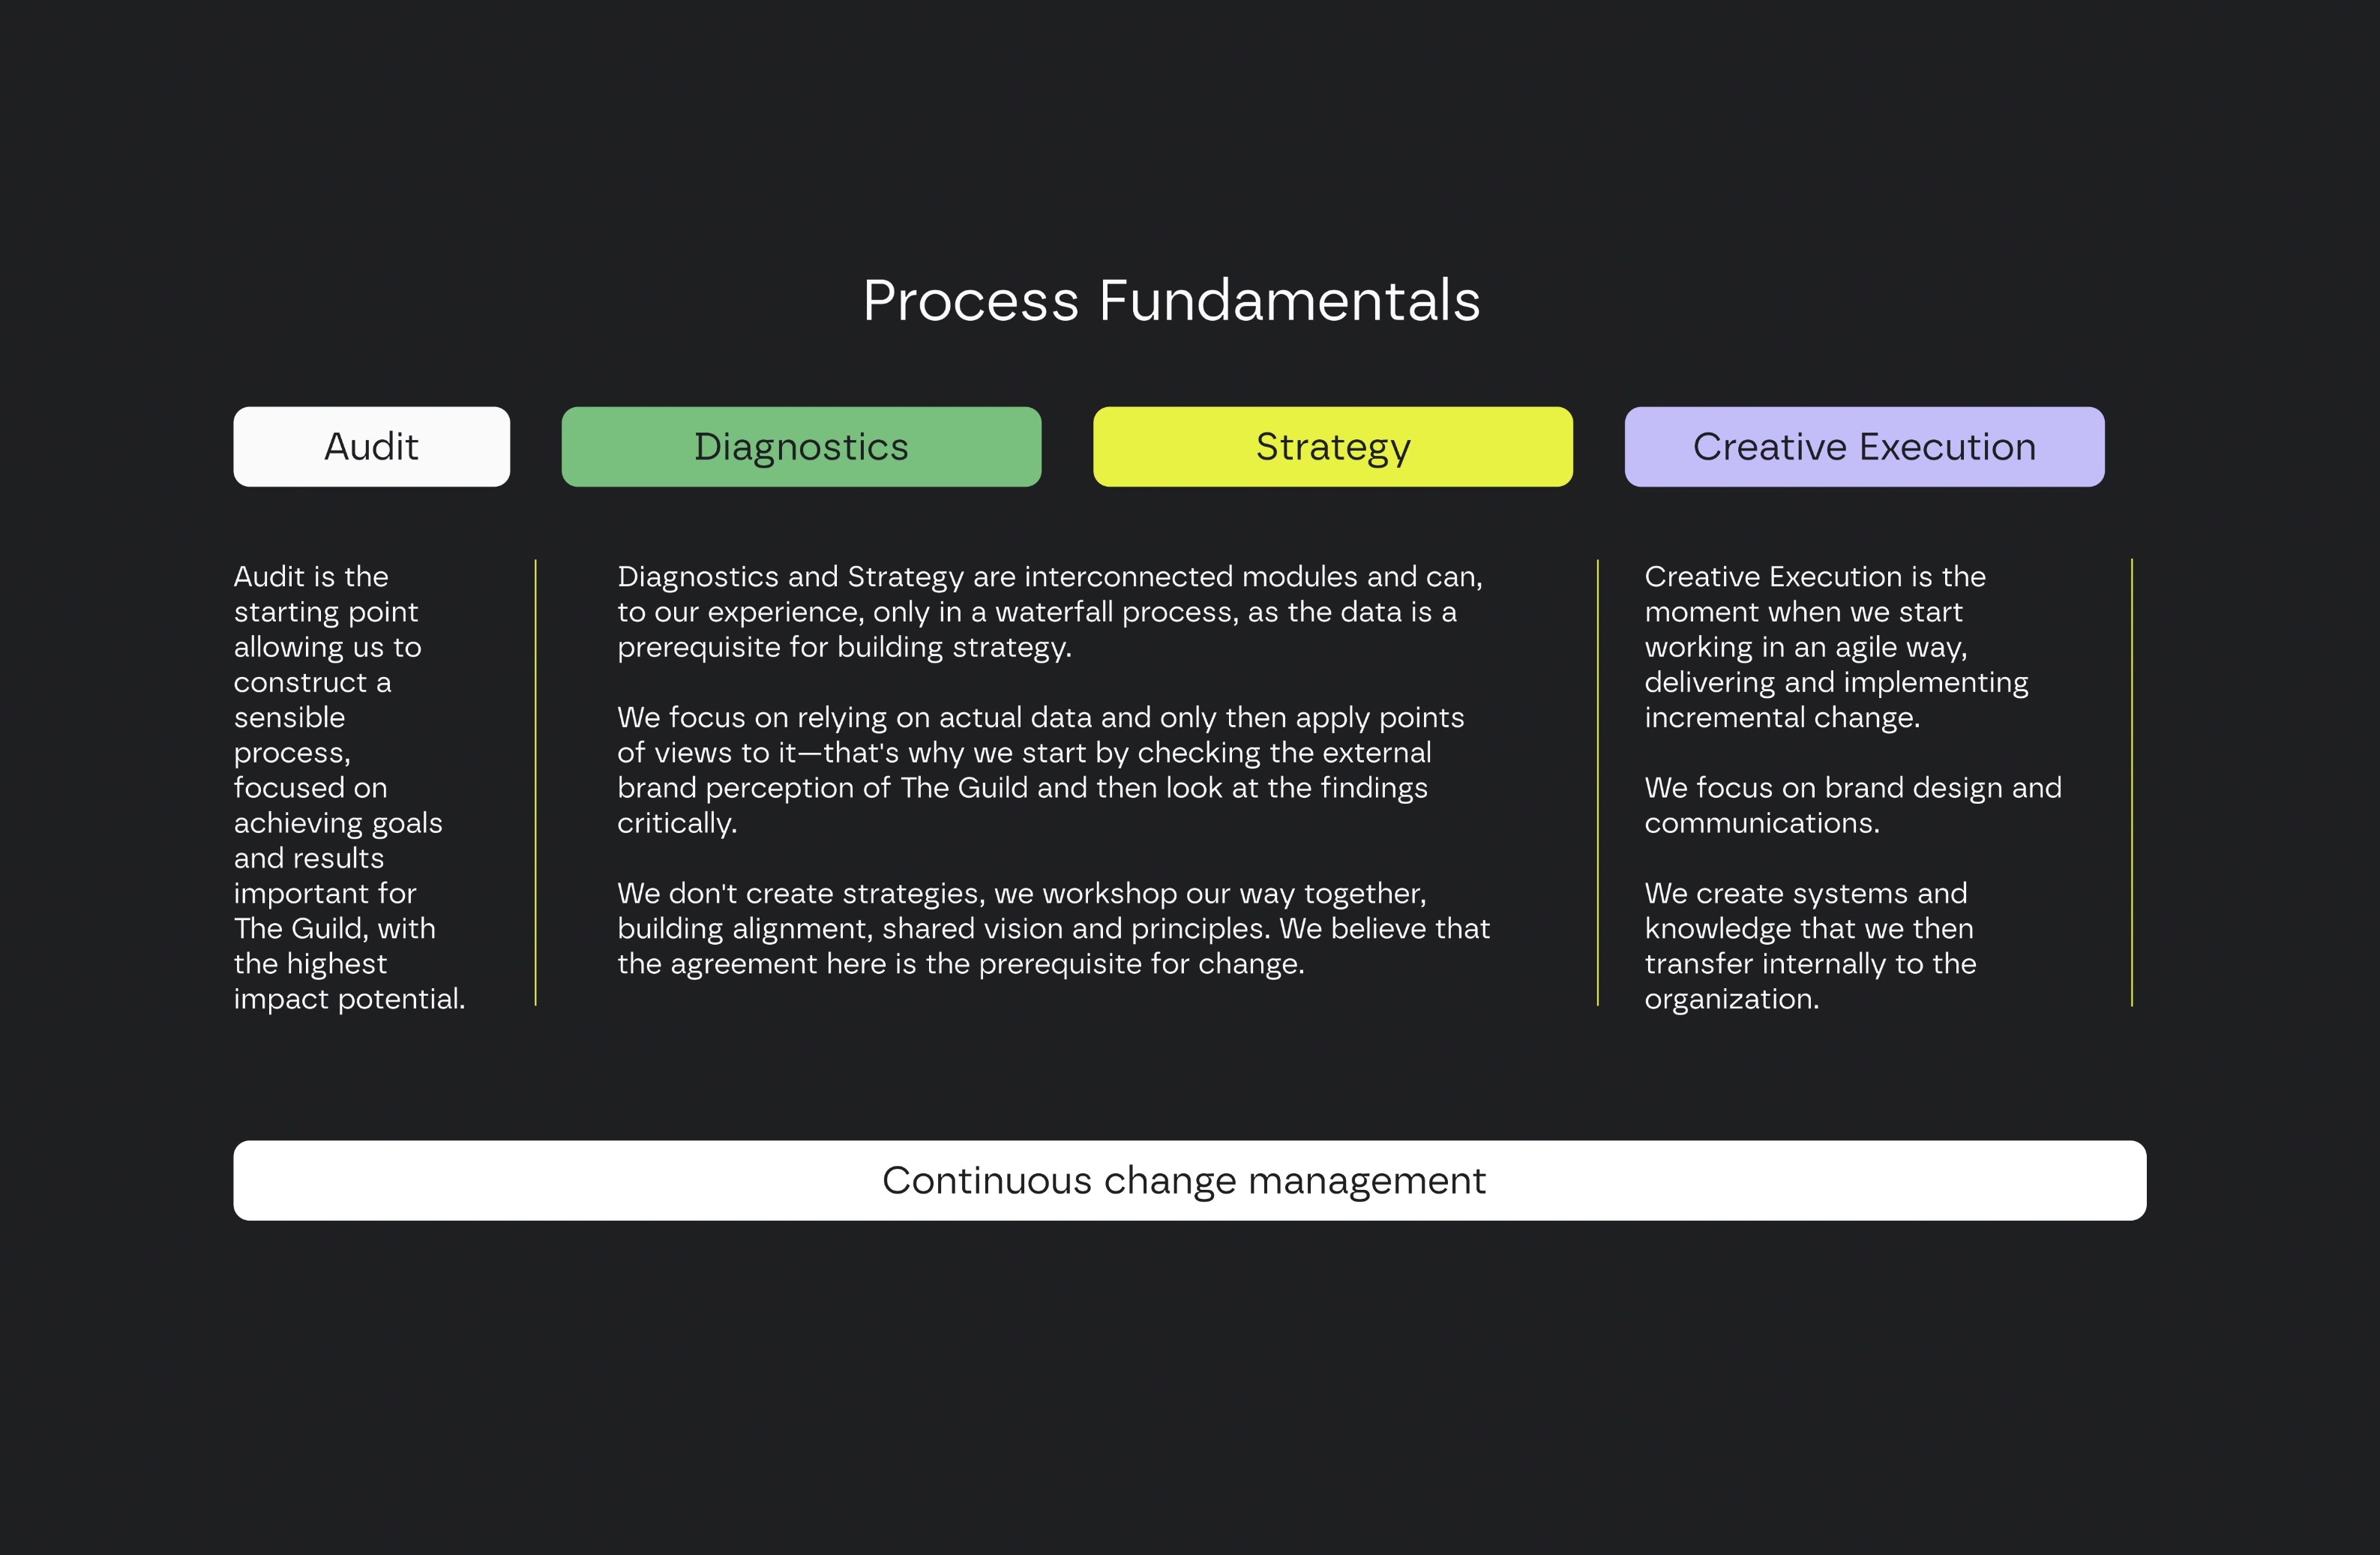 Process Fundamentals
Audit
Diagnostics
Strategy
Creative Execution
Audit is the
starting point
allowing us to
construct a
sensible
process,
focused on
achieving goals
and results
important for
The Guild, with
the highest
impact potential.
Diagnostics and Strategy are interconnected modules and can,
to our experience, only in a waterfall process, as the data is a
prerequisite for building strategy.
We focus on relying on actual data and only then apply points
of views to it—that's why we start by checking the external
brand perception of The Guild and then look at the findings
critically.
We don't create strategies, we workshop our way together,
building alignment, shared vision and principles. We believe that
the agreement here is the prerequisite for change.
Creative Execution is the
moment when we start
working in an agile way,
delivering and implementing
incremental change.
We focus on brand design and
communications.
We create systems and
knowledge that we then
transfer internally to the
organization.
Continuous change management